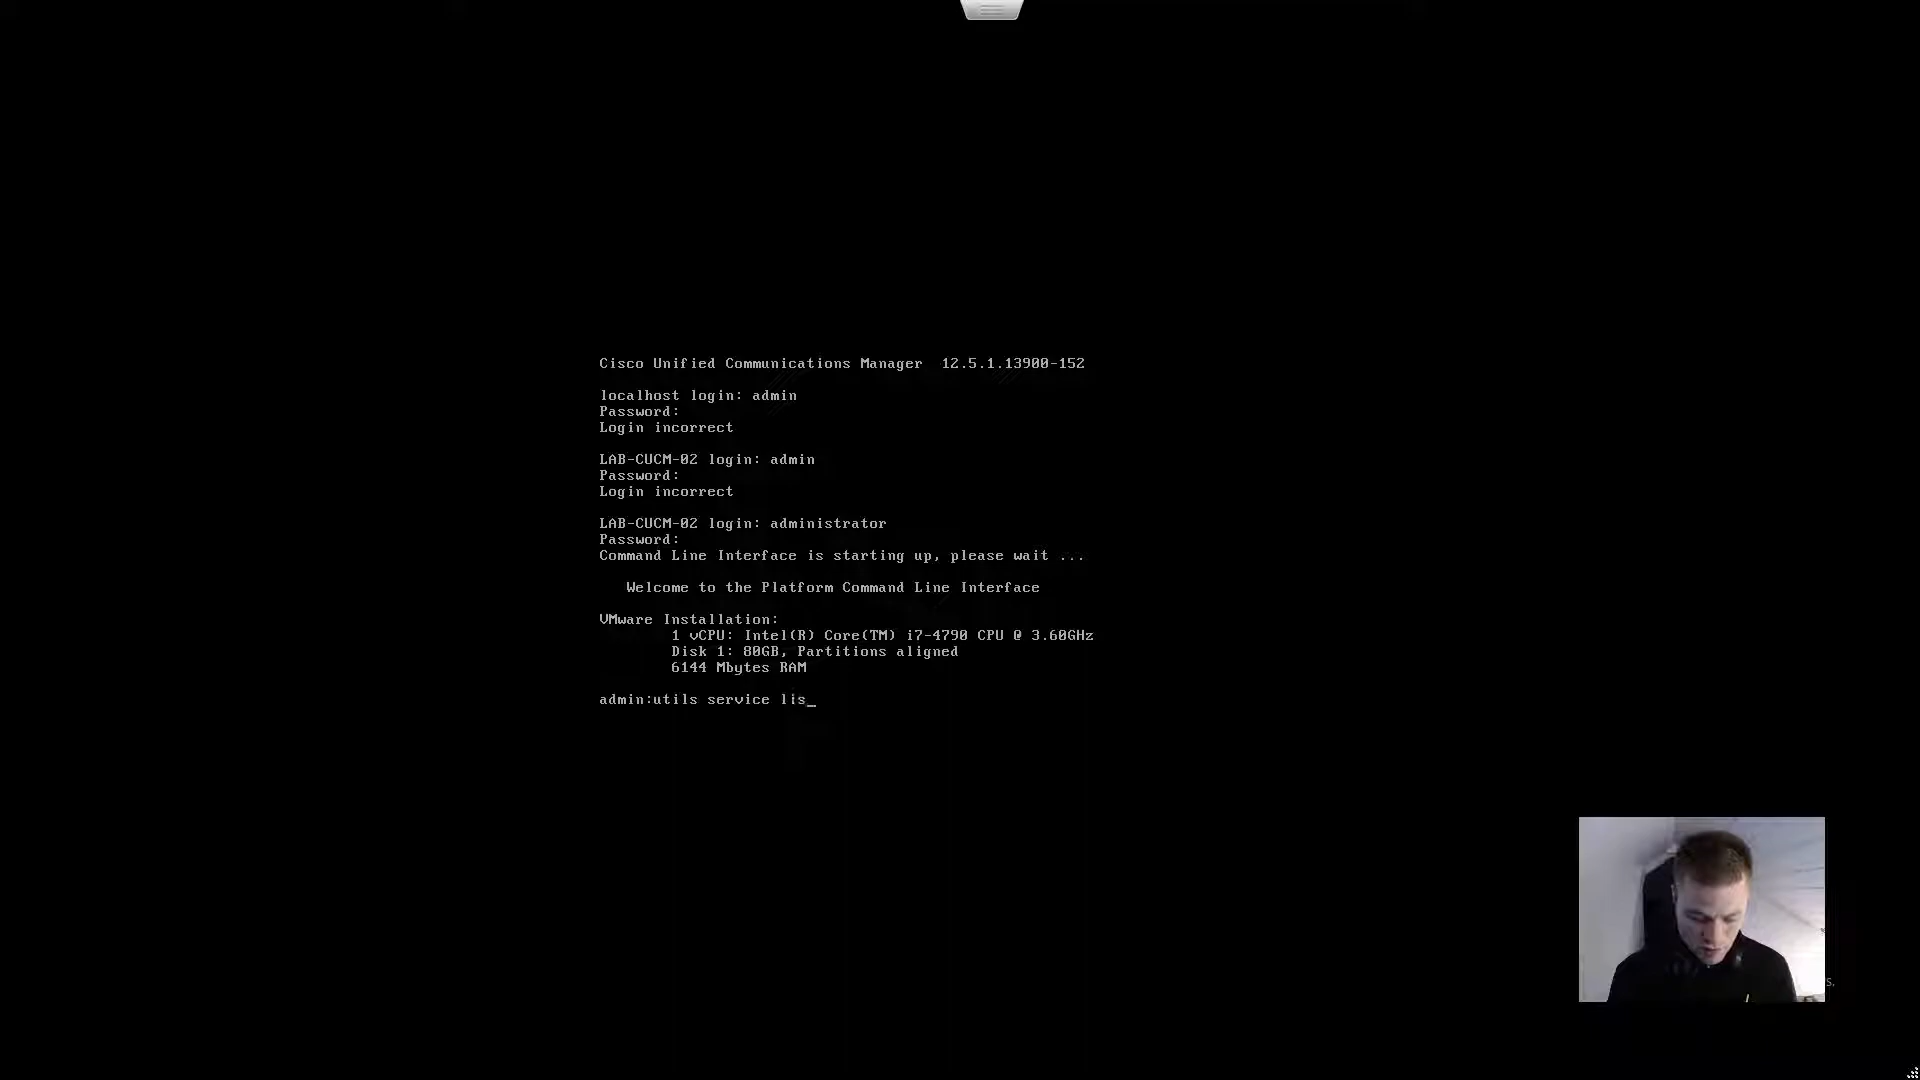 Cisco Unified Communications Manager  12.5.1.13900-152
localhost login: admin
Password:
Login incorrect
LAB-CUCM-02 login: admin
Password:
Login incorrect
LAB-CUCM-02 login: administrator
Password:
Command Line Interface is starting up, please wait ...
Welcome to the Platform Command Line Interface
VMware Installation:
1 vCPU: Intel(R) Core(TM) i7-4790 CPU @ 3.60GHz
Disk 1: 80GB, Partitions aligned
6144 Mbytes RAM
admin:utils service lis_
s.